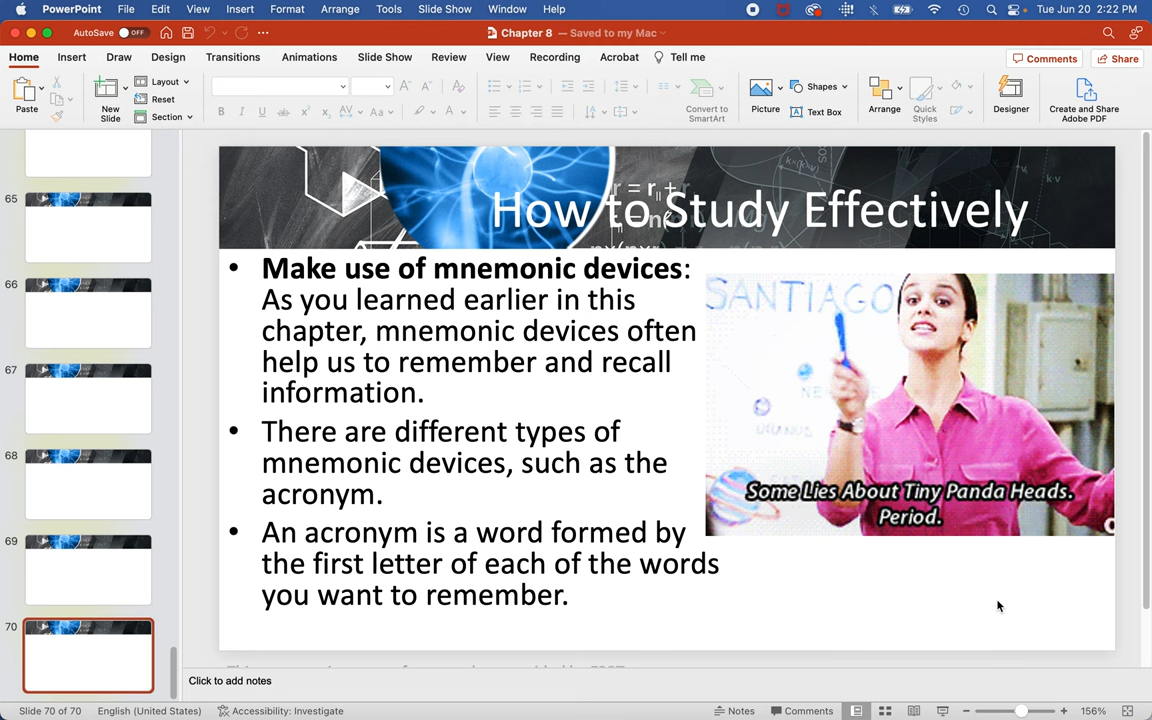 PowerPoint File Edit View Insert Format Arrange Tools Slide Show Window Help Tue Jun 20 2:22 PM
AutoSave OFF Chapter 8 — Saved to my Mac
Home Insert Draw Design Transitions Animations Slide Show Review View Recording Acrobat Tell me Comments Share
Paste New Slide Layout Reset Section Convert to SmartArt Picture Shapes Text Box Arrange Quick Styles Designer Create and Share Adobe PDF
65
66
67
68
69
70
How to Study Effectively
• Make use of mnemonic devices:
As you learned earlier in this
chapter, mnemonic devices often
help us to remember and recall
information.
• There are different types of
mnemonic devices, such as the
acronym.
• An acronym is a word formed by
the first letter of each of the words
you want to remember.
SANTIAGO
URANUS
Some Lies About Tiny Panda Heads.
Period.
Click to add notes
Slide 70 of 70 English (United States) Accessibility: Investigate Notes Comments 156%